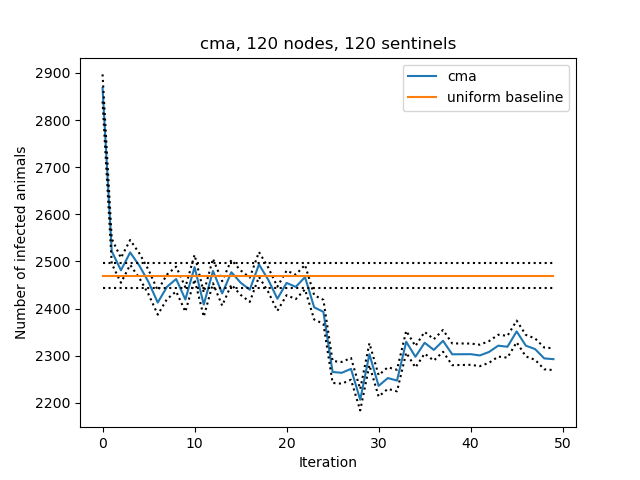 cma, 120 nodes, 120 sentinels
cma
uniform baseline
Number of infected animals
2900
2800
2700
2600
2500
2400
2300
2200
0 10 20 30 40 50
Iteration